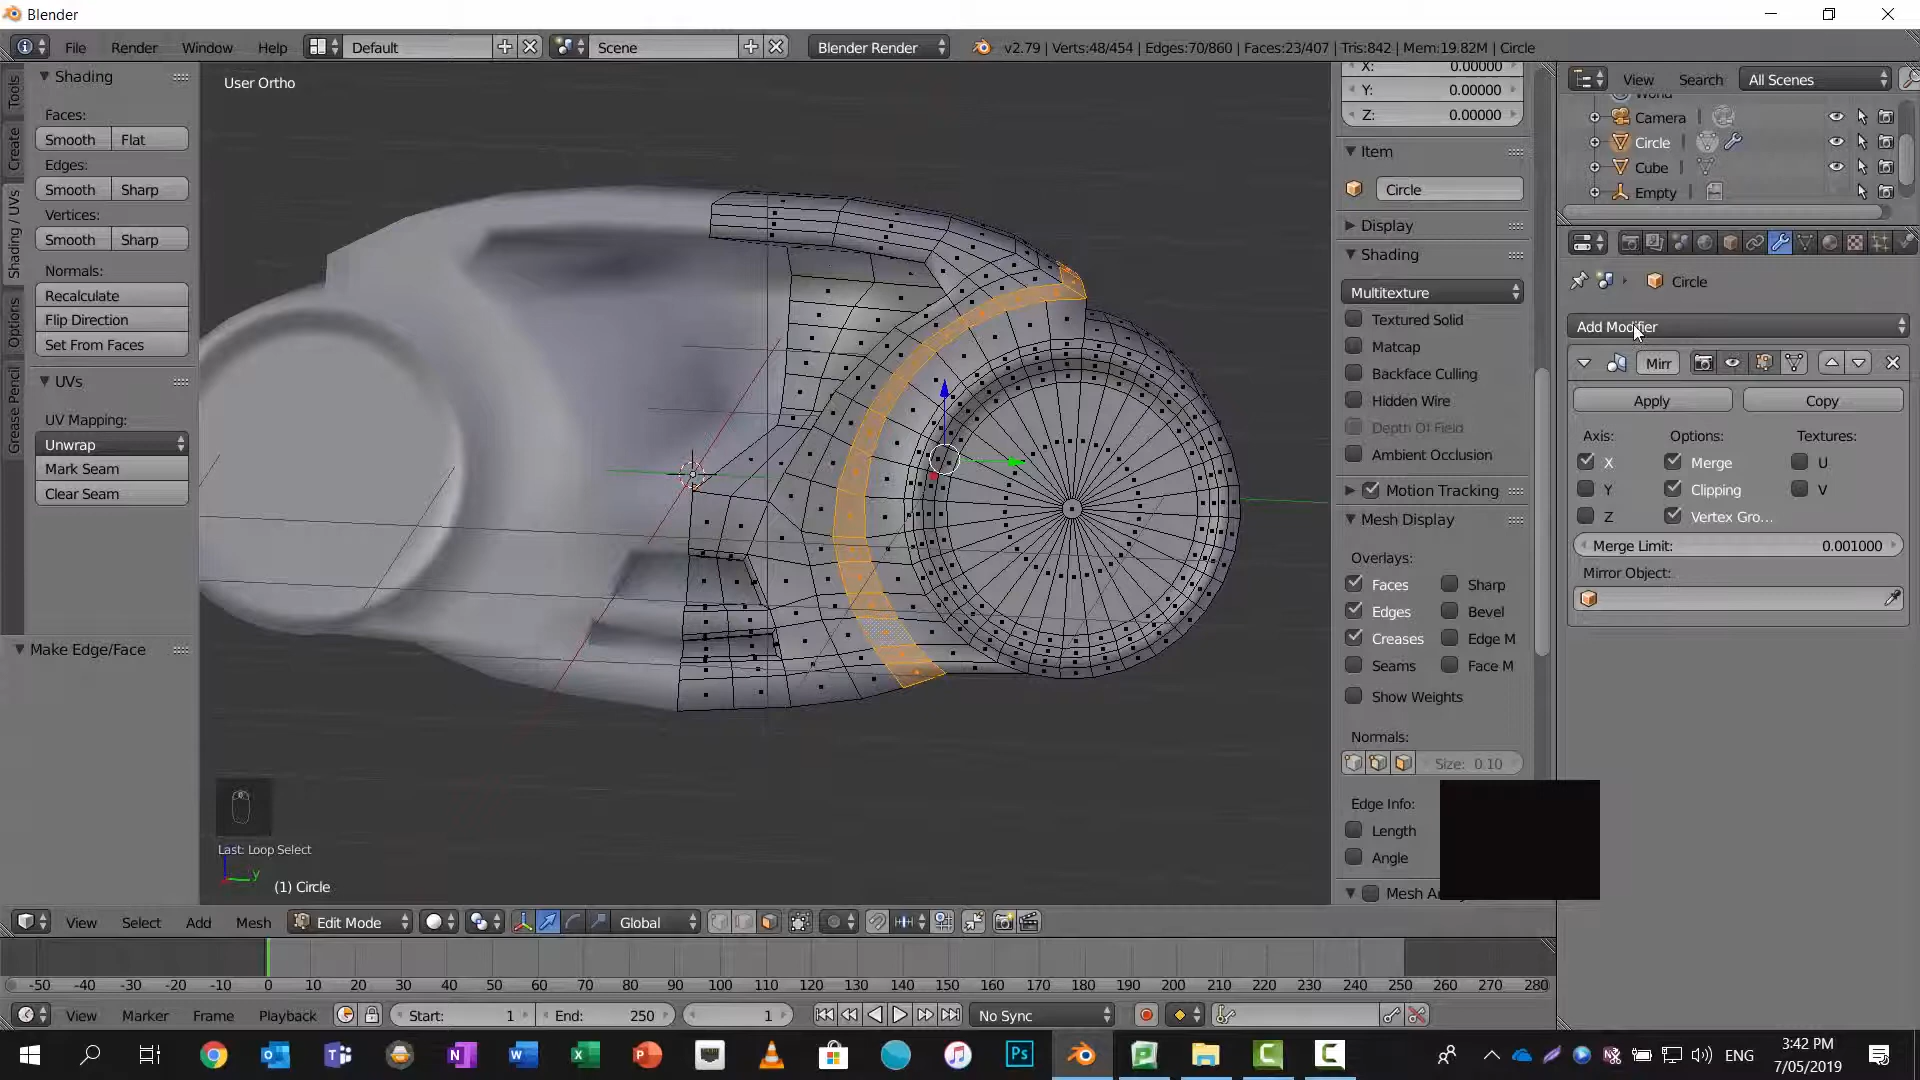 Blender
File Render Window Help Default Scene Blender Render v2.79 | Verts:48/454 | Edges:70/860 | Faces:23/407 | Tris:842 | Mem:19.82M | Circle
Tools
Create
Shading / UVs
Options
Grease Pencil
Shading
Faces:
Smooth Flat
Edges:
Smooth Sharp
Vertices:
Smooth Sharp
Normals:
Recalculate
Flip Direction
Set From Faces
UVs
UV Mapping:
Unwrap
Mark Seam
Clear Seam
Make Edge/Face
User Ortho
Last: Loop Select
y
(1) Circle
X: 0.00000
Y: 0.00000
Z: 0.00000
Item
Circle
Display
Shading
Multitexture
Textured Solid
Matcap
Backface Culling
Hidden Wire
Depth Of Field
Ambient Occlusion
Motion Tracking
Mesh Display
Overlays:
Faces Sharp
Edges Bevel
Creases Edge M
Seams Face M
Show Weights
Normals:
Size: 0.10
Edge Info:
Length
Angle
View Search All Scenes
World
Camera
Circle
Cube
Empty
Circle
Add Modifier
Mirr
Apply Copy
Axis: Options: Textures:
X Merge U
Y Clipping V
Z Vertex Gro...
Merge Limit: 0.001000
Mirror Object:
View Select Add Mesh Edit Mode Global
-50 -40 -30 -20 -10 0 10 20 30 40 50 60 70 80 90 100 110 120 130 140 150 160 170 180 190 200 210 220 230 240 250 260 270 280
View Marker Frame Playback Start: 1 End: 250 1 No Sync
ENG
3:42 PM
7/05/2019